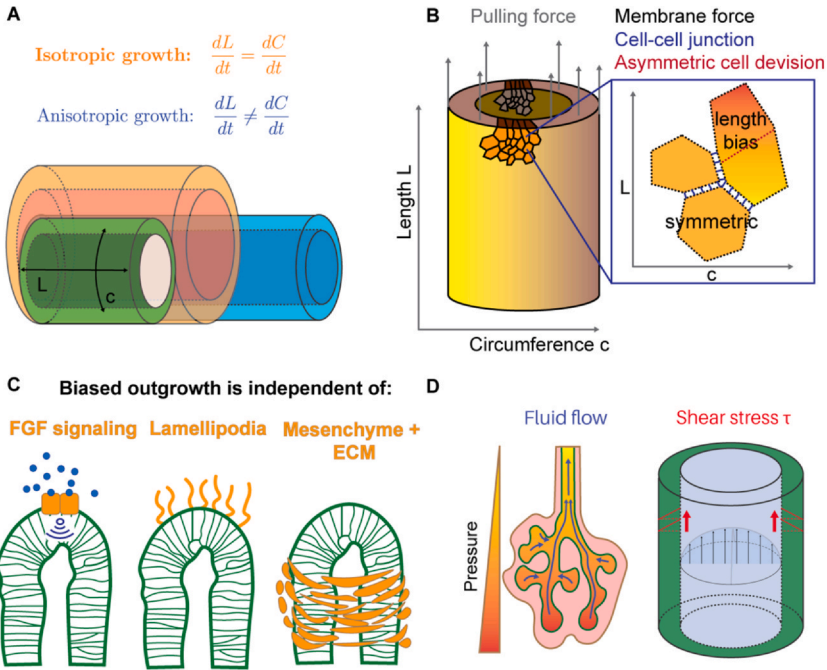 A
Isotropic growth: dL/dt = dC/dt
Anisotropic growth: dL/dt ≠ dC/dt
L
c
B
Pulling force
Membrane force
Cell-cell junction
Asymmetric cell devision
Length L
Circumference c
length
bias
symmetric
L
c
C
Biased outgrowth is independent of:
FGF signaling
Lamellipodia
Mesenchyme +
ECM
D
Fluid flow
Shear stress τ
Pressure